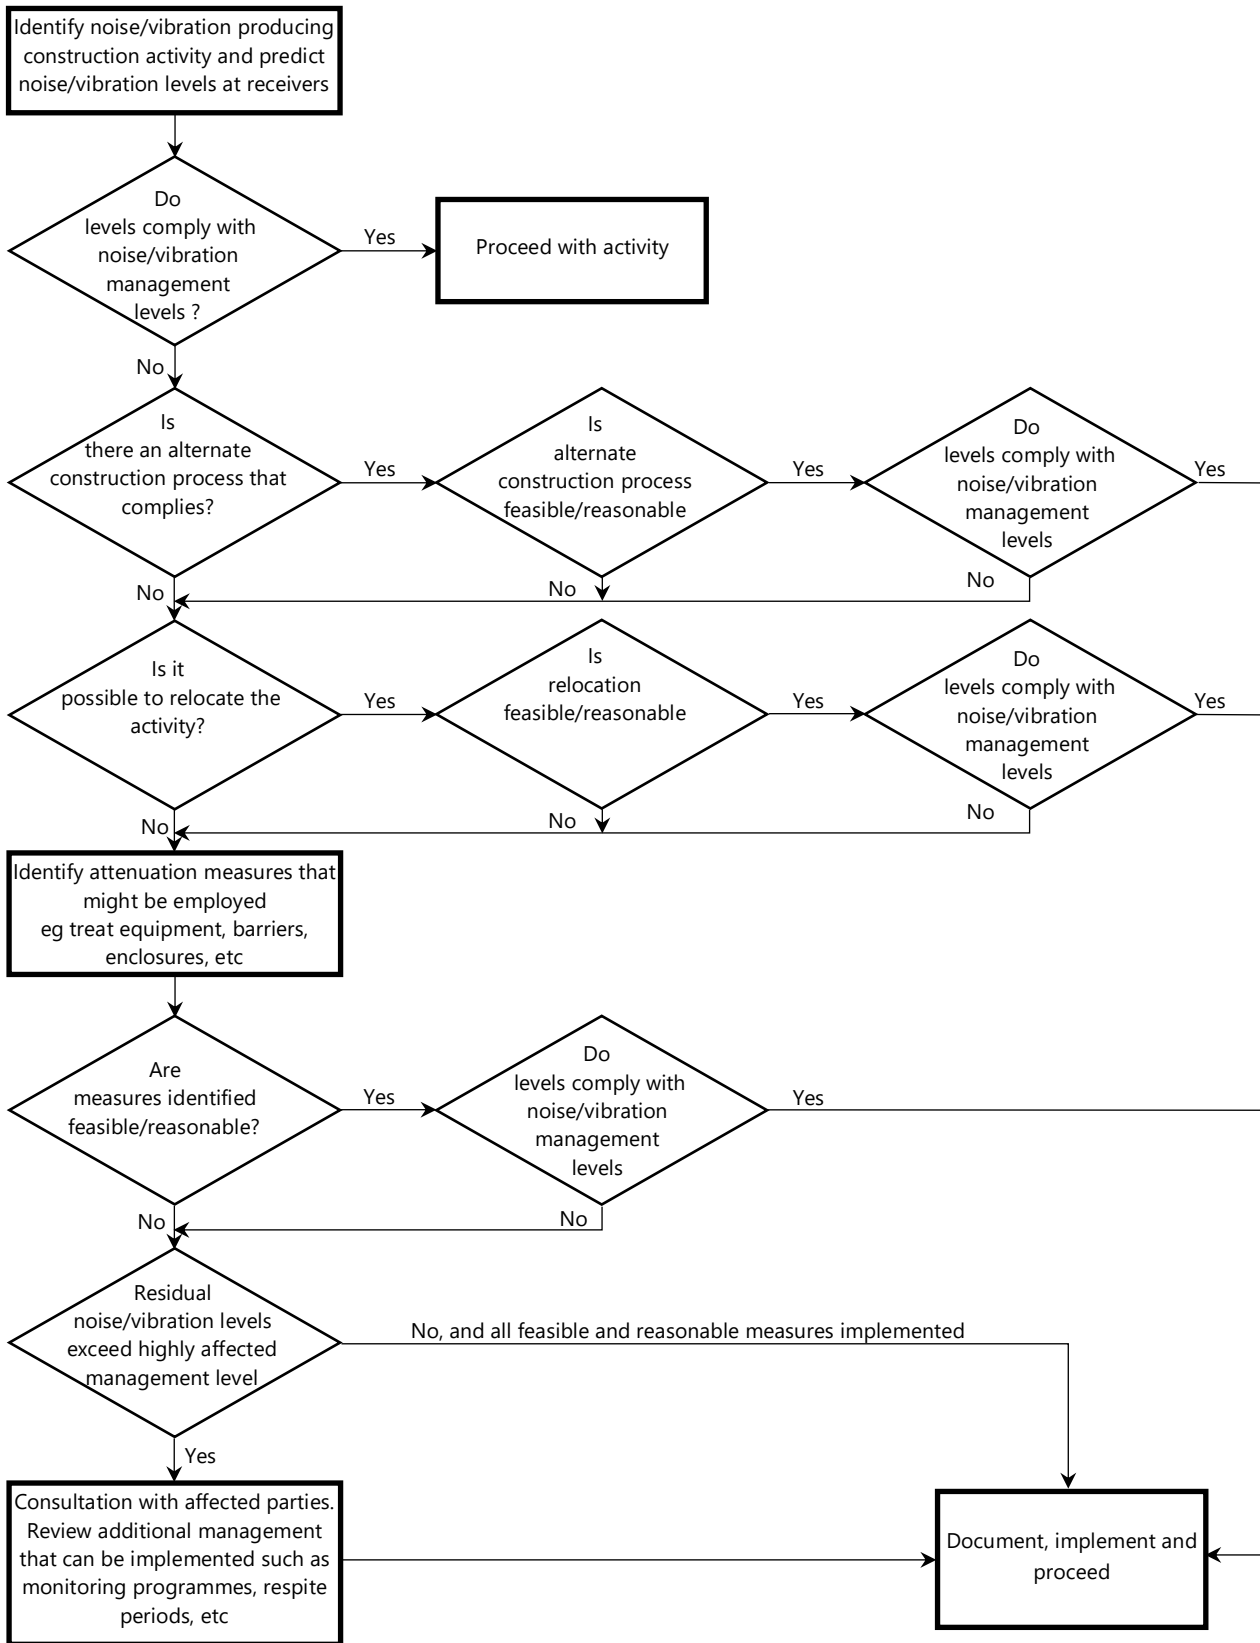 Identify noise/vibration producing
construction activity and predict
noise/vibration levels at receivers
Do
levels comply with
noise/vibration
management
levels ?
Yes
Proceed with activity
No
Is
there an alternate
construction process that
complies?
Yes
Is
alternate
construction process
feasible/reasonable
Yes
Do
levels comply with
noise/vibration
management
levels
Yes
No
No
No
Is it
possible to relocate the
activity?
Yes
Is
relocation
feasible/reasonable
Yes
Do
levels comply with
noise/vibration
management
levels
Yes
No
No
No
Identify attenuation measures that
might be employed
eg treat equipment, barriers,
enclosures, etc
Are
measures identified
feasible/reasonable?
Yes
Do
levels comply with
noise/vibration
management
levels
Yes
No
No
Residual
noise/vibration levels
exceed highly affected
management level
No, and all feasible and reasonable measures implemented
Yes
Consultation with affected parties.
Review additional management
that can be implemented such as
monitoring programmes, respite
periods, etc
Document, implement and
proceed